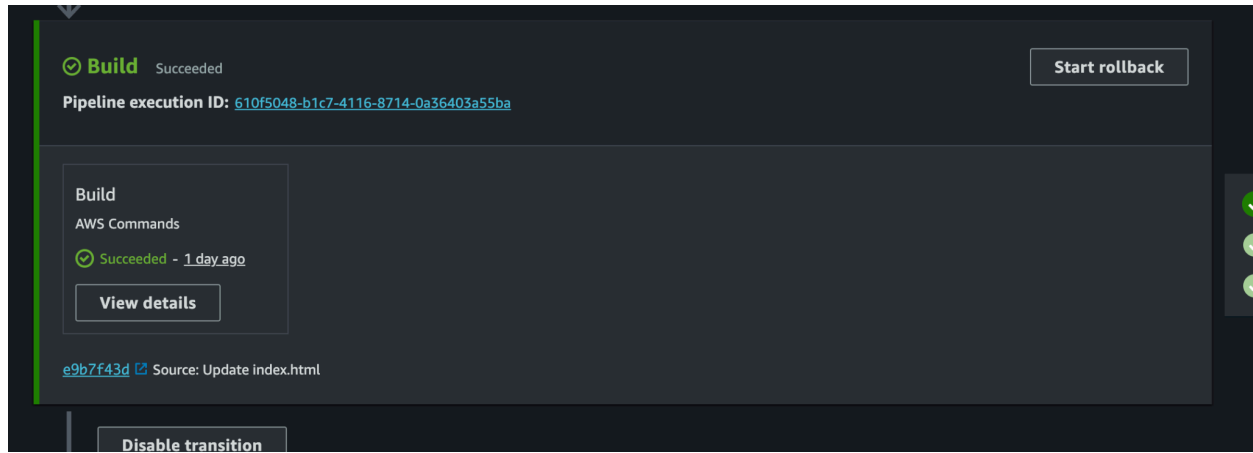 Build Succeeded
Start rollback
Pipeline execution ID: 610f5048-b1c7-4116-8714-0a36403a55ba
Build
AWS Commands
Succeeded - 1 day ago
View details
e9b7f43d Source: Update index.html
Disable transition